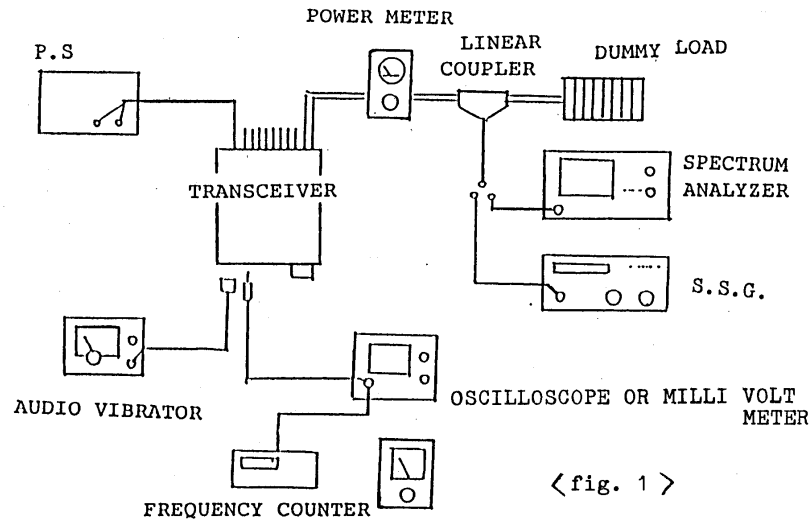 POWER METER
P.S
LINEAR
COUPLER
DUMMY LOAD
TRANSCEIVER
SPECTRUM
ANALYZER
S.S.G.
AUDIO VIBRATOR
OSCILLOSCOPE OR MILLI VOLT
METER
FREQUENCY COUNTER
<fig. 1>